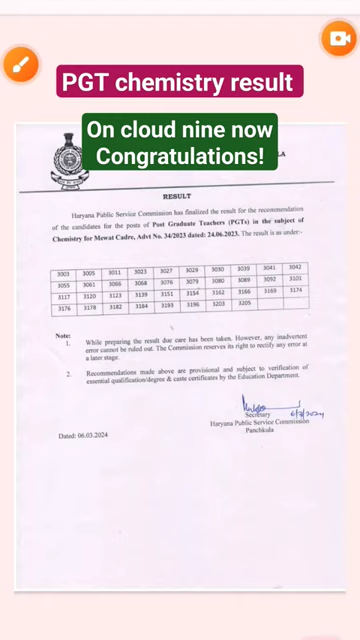 PGT chemistry result
On cloud nine now
Congratulations!
RESULT
Haryana Public Service Commission has finalized the result for the recommendation
of the candidates for the posts of Post Graduate Teachers (PGTs) in the subject of
Chemistry for Mewat Cadre, Advt No. 34/2023 dated: 24.06.2023. The result is as under:-
3003 3005 3011 3023 3027 3029 3030 3039 3041 3042
3055 3061 3066 3068 3076 3079 3080 3089 3092 3101
3117 3120 3123 3139 3151 3154 3162 3166 3169 3174
3176 3178 3182 3184 3193 3196 3203 3205
Note:
1. While preparing the result due care has been taken. However, any inadvertent
error cannot be ruled out. The Commission reserves its right to rectify any error at
a later stage.
2. Recommendations made above are provisional and subject to verification of
essential qualification/degree & caste certificates by the Education Department.
Secretary 6/3/2024
Haryana Public Service Commission
Panchkula
Dated: 06.03.2024